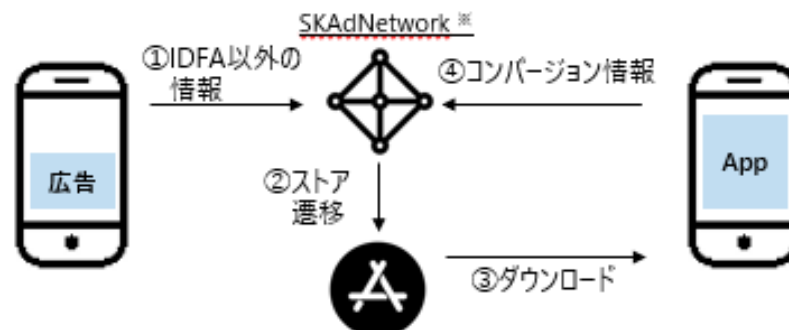 SKAdNetwork ※
①IDFA以外の
情報
④コンバージョン情報
広告
App
②ストア
遷移
③ダウンロード